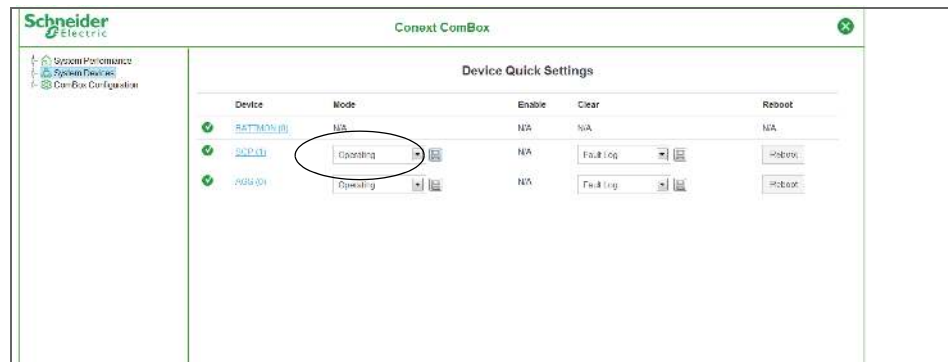 Schneider
Electric
Conext ComBox
System Performance
System Devices
ComBox Configuration
Device Quick Settings
Device Mode Enable Clear Reboot
BATTMON (0) N/A N/A N/A N/A
SCP (1) Operating N/A Fault Log Reboot
AGS (0) Operating N/A Fault Log Reboot